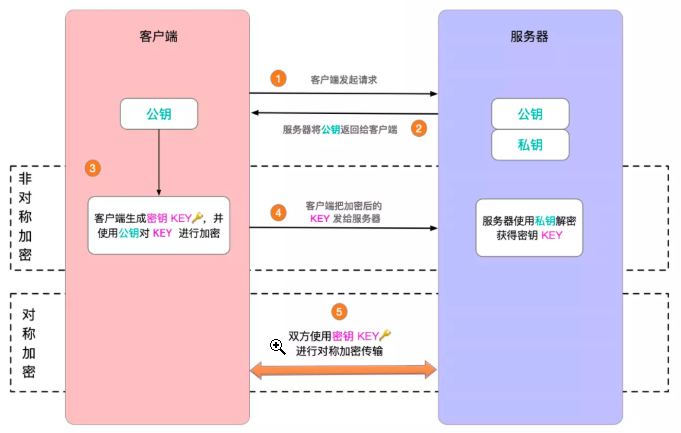 客户端
服务器
1
客户端发起请求
公钥
公钥
服务器将公钥返回给客户端
2
私钥
3
非对称加密
客户端生成密钥 KEY🔑，并
使用公钥对 KEY 进行加密
4
客户端把加密后的
KEY 发给服务器
服务器使用私钥解密
获得密钥 KEY
对称加密
5
双方使用密钥 KEY🔑
进行对称加密传输